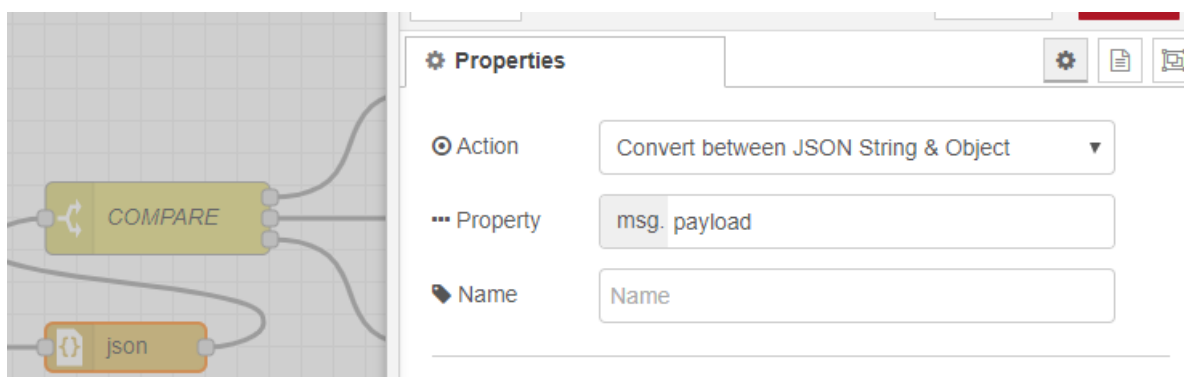 Properties
Action
Convert between JSON String & Object
COMPARE
Property
msg. payload
Name
Name
json